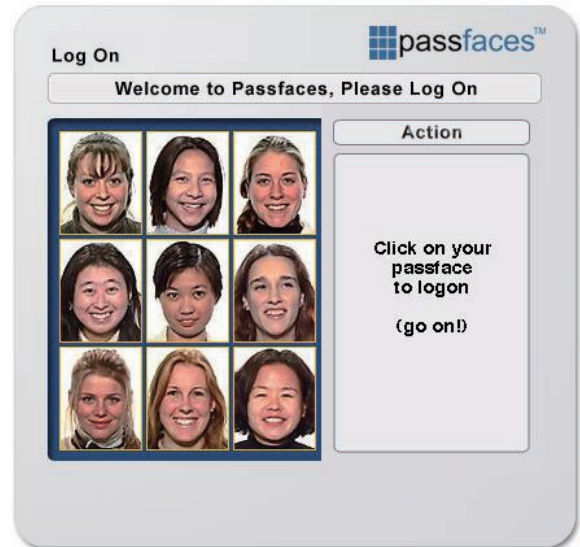 passfaces™
Log On
Welcome to Passfaces, Please Log On
Action
Click on your
passface
to logon
(go on!)